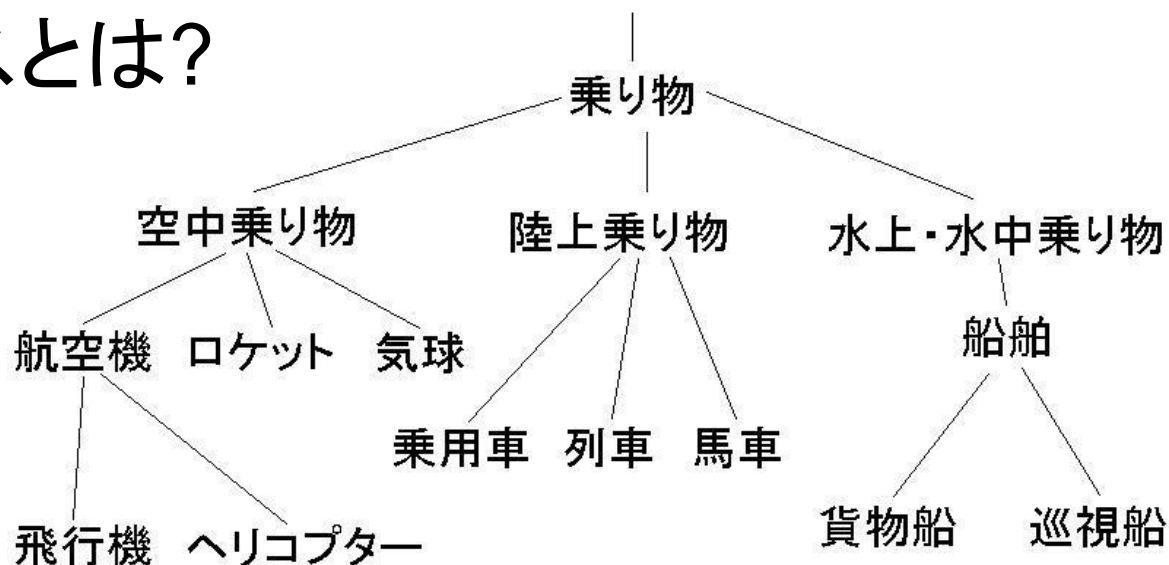 とは?
乗り物
空中乗り物 陸上乗り物 水上・水中乗り物
航空機 ロケット 気球 船舶
乗用車 列車 馬車
飛行機 ヘリコプター 貨物船 巡視船